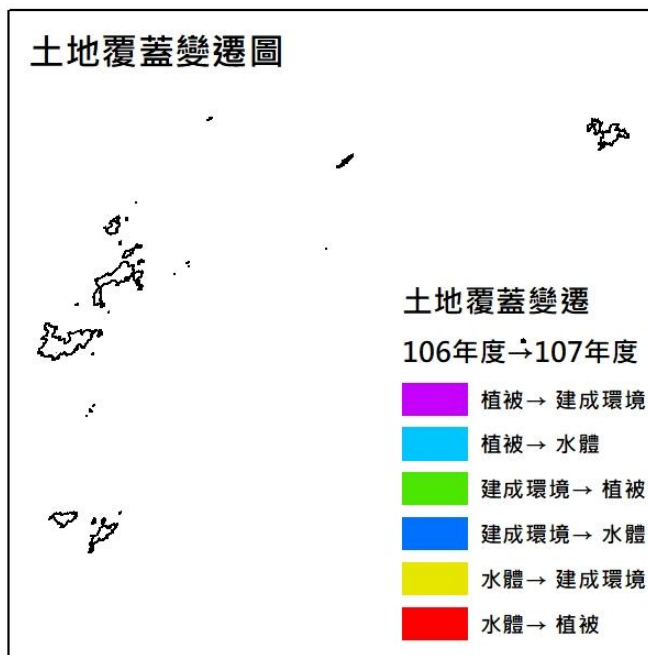 土地覆蓋變遷圖
土地覆蓋變遷
106年度→107年度
植被→ 建成環境
植被→ 水體
建成環境→ 植被
建成環境→ 水體
水體→ 建成環境
水體→ 植被